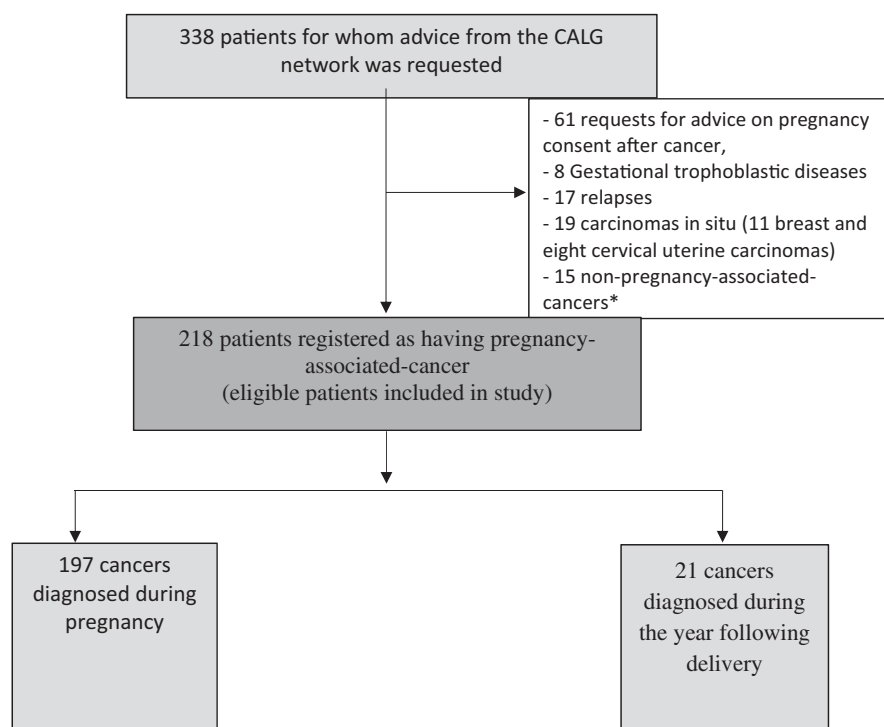 338 patients for whom advice from the CALG
network was requested
- 61 requests for advice on pregnancy
consent after cancer,
- 8 Gestational trophoblastic diseases
- 17 relapses
- 19 carcinomas in situ (11 breast and
eight cervical uterine carcinomas)
- 15 non-pregnancy-associated-
cancers*
218 patients registered as having pregnancy-
associated-cancer
(eligible patients included in study)
197 cancers
diagnosed during
pregnancy
21 cancers
diagnosed during
the year following
delivery